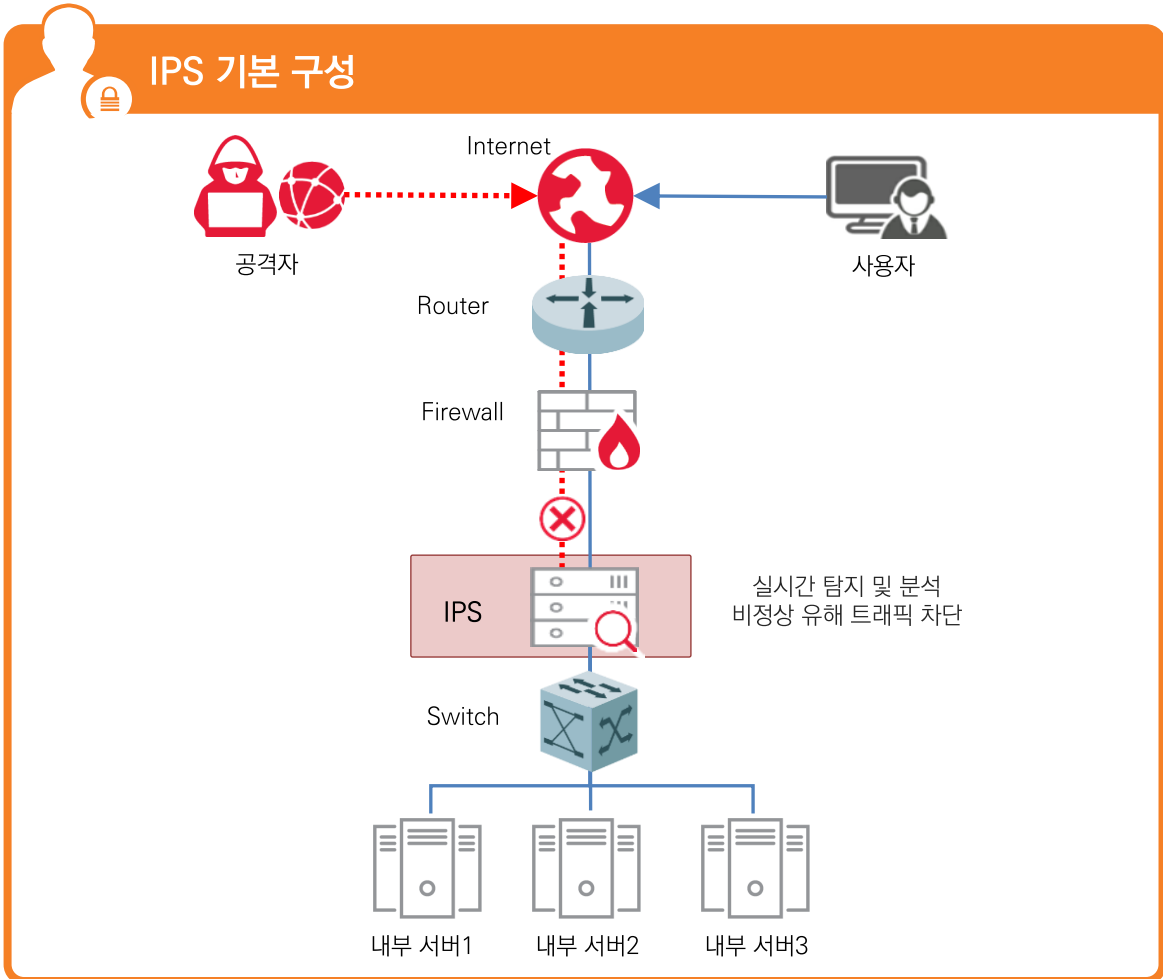 IPS 기본 구성
Internet
공격자
사용자
Router
Firewall
IPS
실시간 탐지 및 분석
비정상 유해 트래픽 차단
Switch
내부 서버1
내부 서버2
내부 서버3